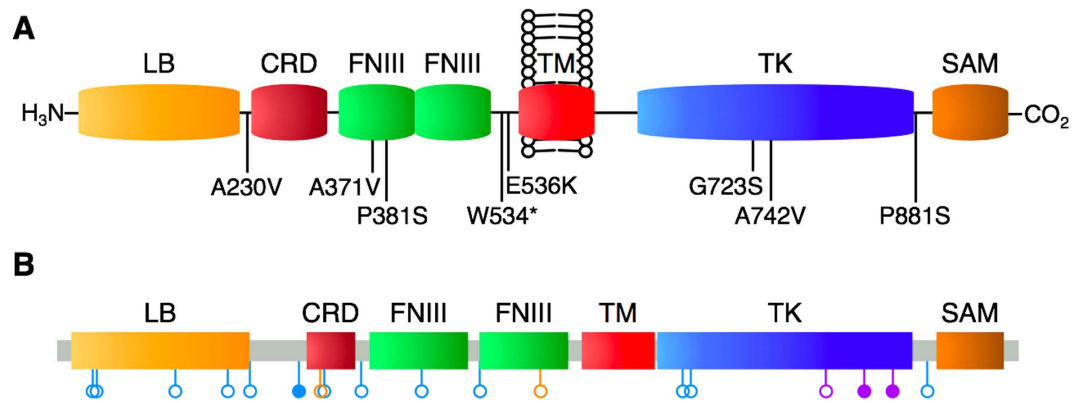 A
LB CRD FNIII FNIII TM TK SAM
H₃N CO₂
A230V A371V E536K G723S
P381S W534* A742V P881S
B
LB CRD FNIII FNIII TM TK SAM